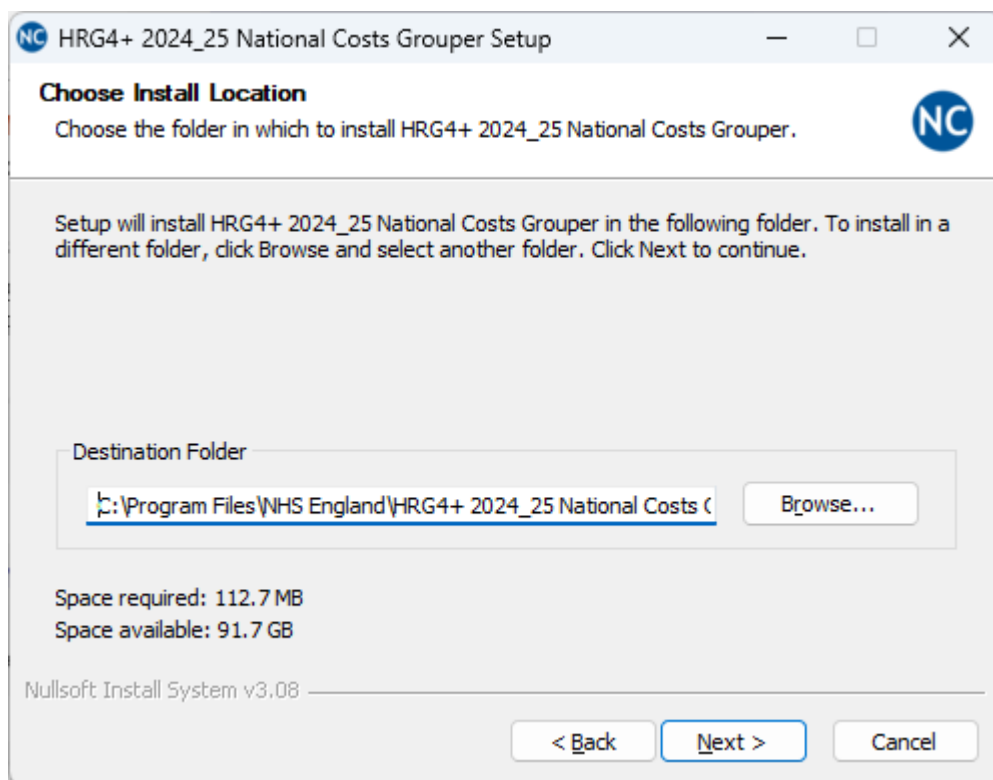 NC HRG4+ 2024_25 National Costs Grouper Setup
Choose Install Location
Choose the folder in which to install HRG4+ 2024_25 National Costs Grouper.
NC
Setup will install HRG4+ 2024_25 National Costs Grouper in the following folder. To install in a
different folder, click Browse and select another folder. Click Next to continue.
Destination Folder
C:\Program Files\NHS England\HRG4+ 2024_25 National Costs G
Browse...
Space required: 112.7 MB
Space available: 91.7 GB
Nullsoft Install System v3.08
< Back
Next >
Cancel